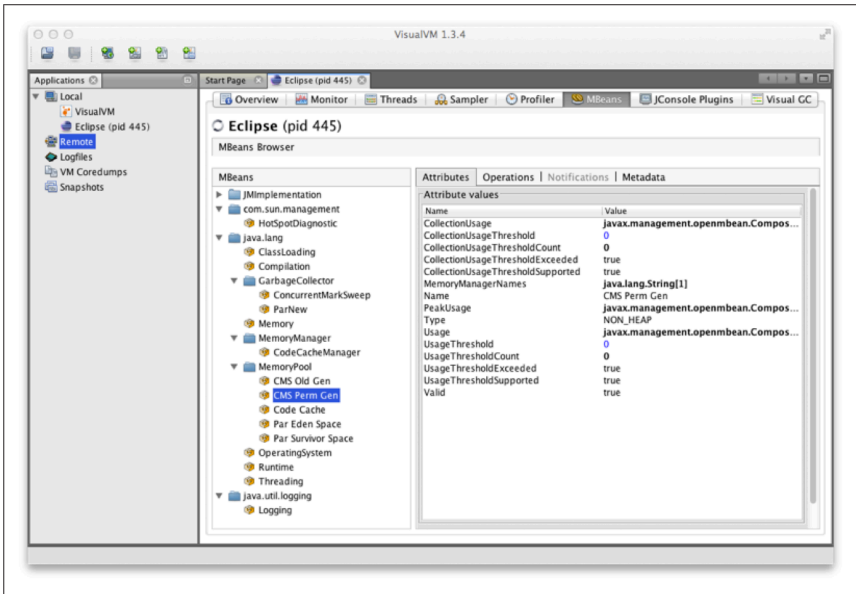 VisualVM 1.3.4
Applications
Local
VisualVM
Eclipse (pid 445)
Remote
Logfiles
VM Coredumps
Snapshots
Start Page
Eclipse (pid 445)
Overview
Monitor
Threads
Sampler
Profiler
MBeans
JConsole Plugins
Visual GC
Eclipse (pid 445)
MBeans Browser
MBeans
JMImplementation
com.sun.management
HotSpotDiagnostic
java.lang
ClassLoading
Compilation
GarbageCollector
ConcurrentMarkSweep
ParNew
Memory
MemoryManager
CodeCacheManager
MemoryPool
CMS Old Gen
CMS Perm Gen
Code Cache
Par Eden Space
Par Survivor Space
OperatingSystem
Runtime
Threading
java.util.logging
Logging
Attributes
Operations
Notifications
Metadata
Attribute values
Name Value
CollectionUsage javax.management.openmbean.Compos...
CollectionUsageThreshold 0
CollectionUsageThresholdCount 0
CollectionUsageThresholdExceeded true
CollectionUsageThresholdSupported true
MemoryManagerNames java.lang.String[1]
Name CMS Perm Gen
PeakUsage javax.management.openmbean.Compos...
Type NON_HEAP
Usage javax.management.openmbean.Compos...
UsageThreshold 0
UsageThresholdCount 0
UsageThresholdExceeded true
UsageThresholdSupported true
Valid true